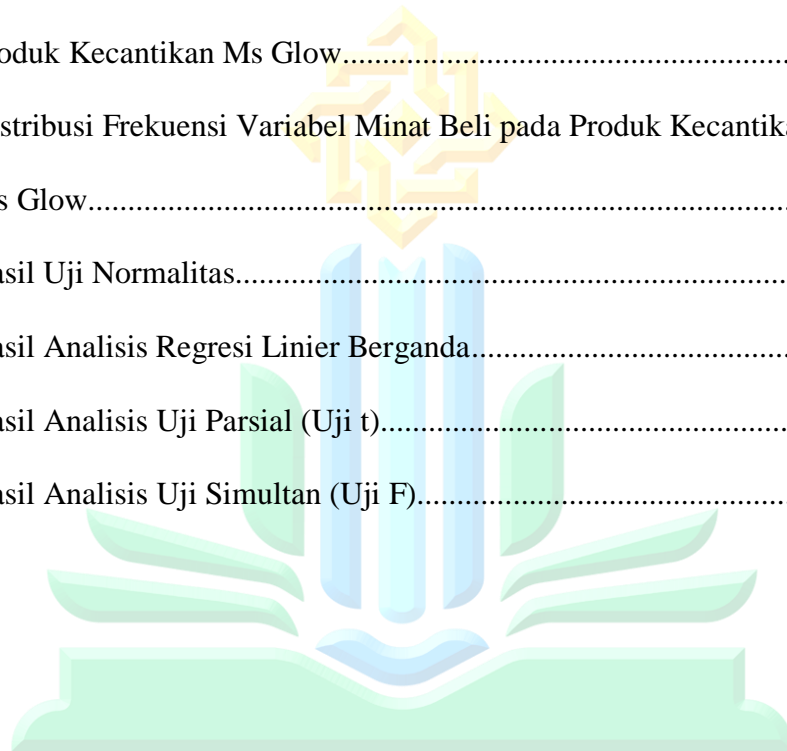 oduk Kecantikan Ms Glow................................................................
stribusi Frekuensi Variabel Minat Beli pada Produk Kecantika
s Glow....................................................................................................
asil Uji Normalitas..................................................................................
asil Analisis Regresi Linier Berganda..............................................
asil Analisis Uji Parsial (Uji t)............................................................
asil Analisis Uji Simultan (Uji F).......................................................